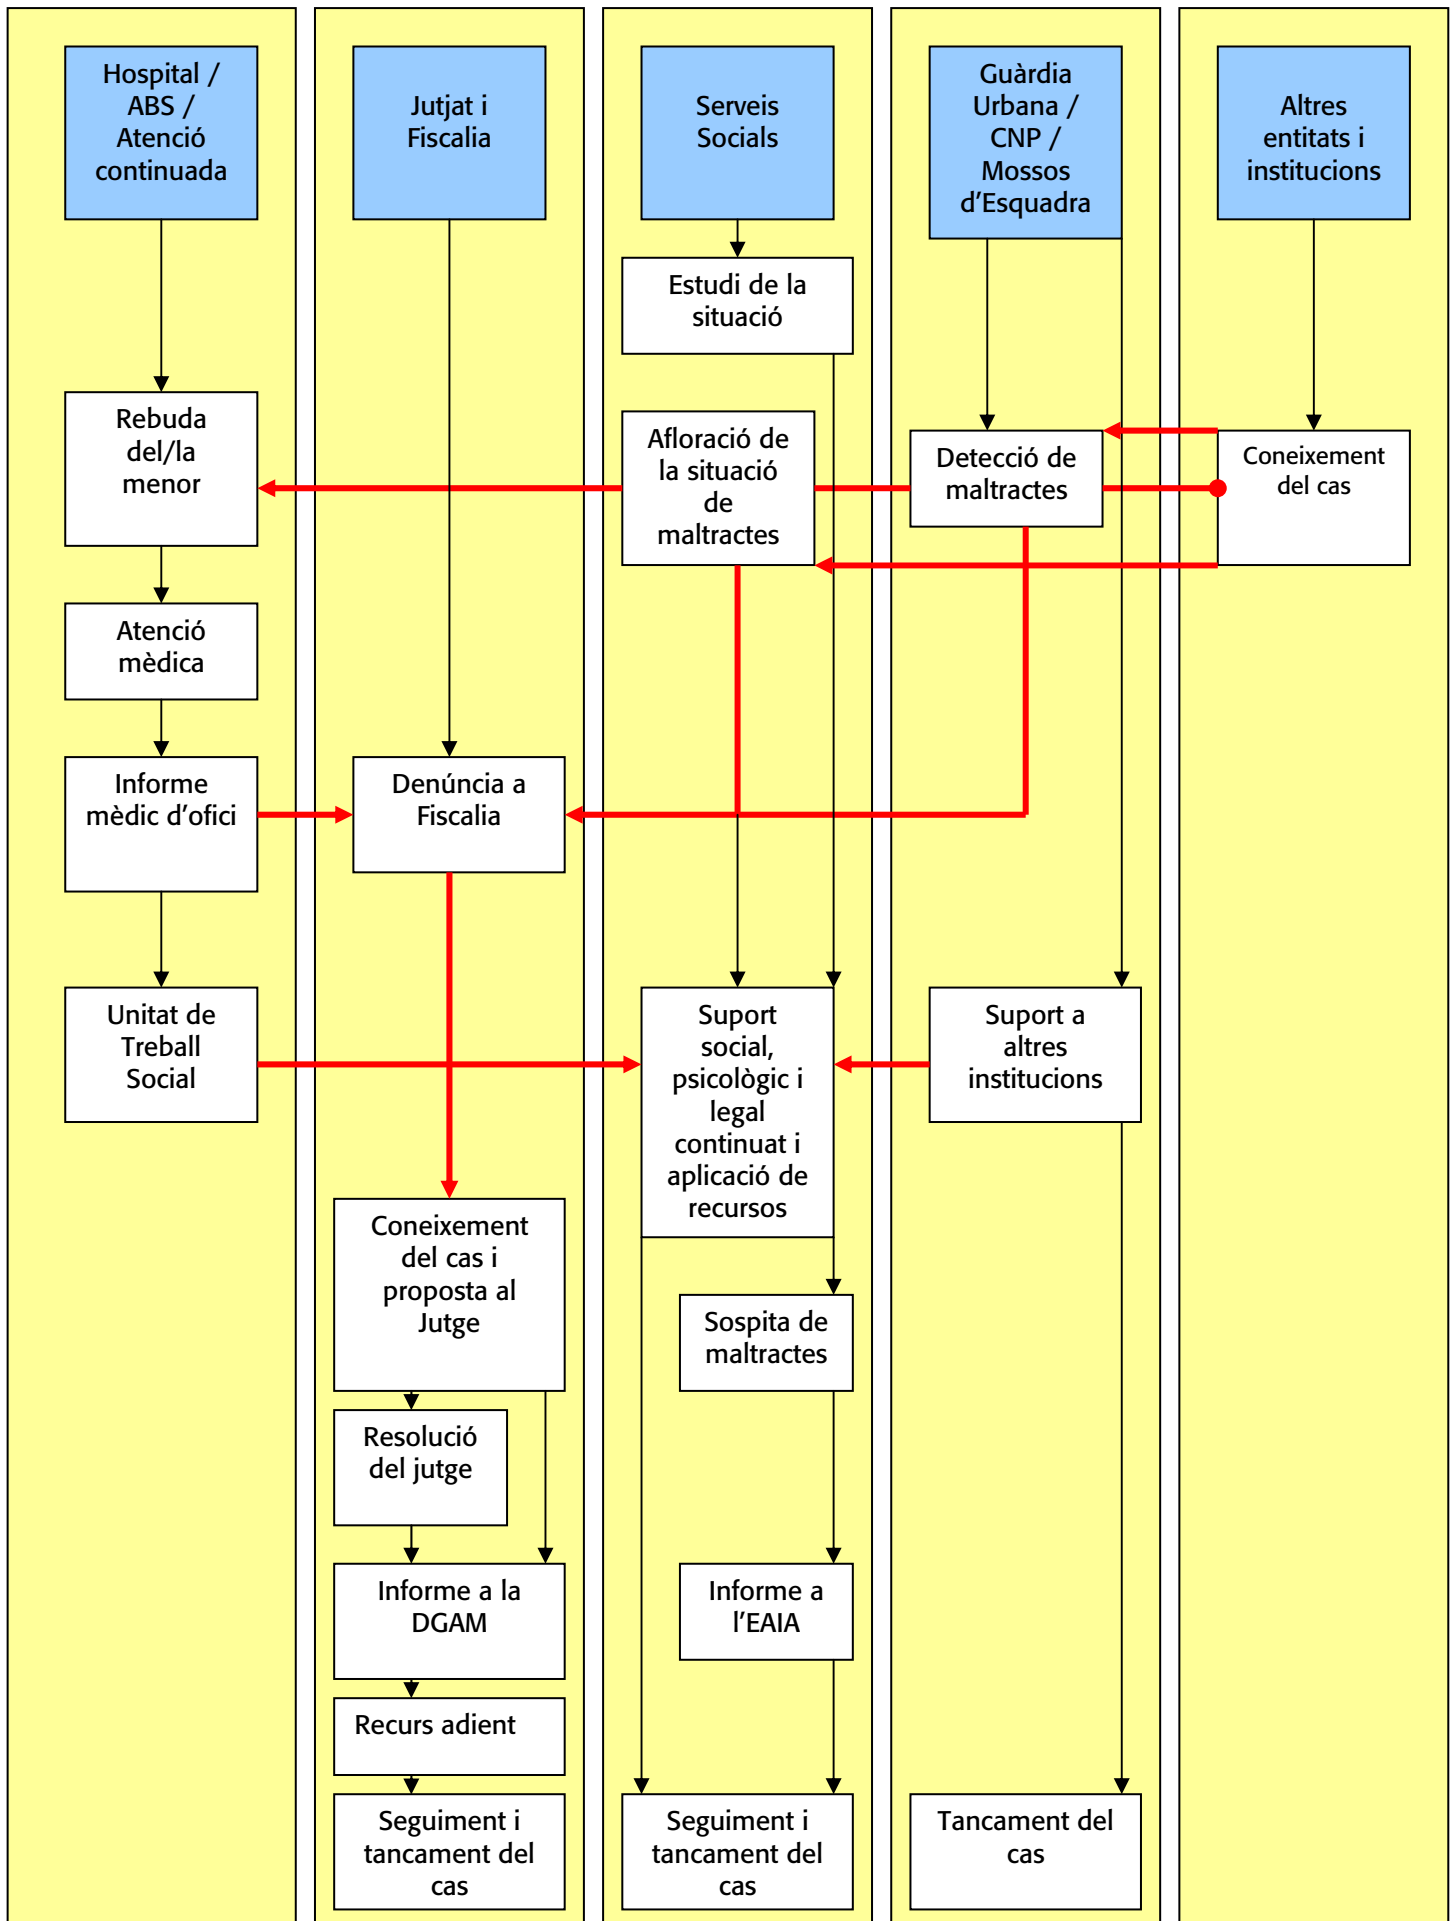 Hospital /
ABS /
Atenció
continuada
Jutjat i
Fiscalia
Serveis
Socials
Guàrdia
Urbana /
CNP /
Mossos
d'Esquadra
Altres
entitats i
institucions
Estudi de la
situació
Rebuda
del/la
menor
Afloració de
la situació
de
maltractes
Detecció de
maltractes
Coneixement
del cas
Atenció
mèdica
Informe
mèdic d'ofici
Denúncia a
Fiscalia
Unitat de
Treball
Social
Suport
social,
psicològic i
legal
continuat i
aplicació de
recursos
Suport a
altres
institucions
Coneixement
del cas i
proposta al
Jutge
Sospita de
maltractes
Resolució
del jutge
Informe a la
DGAM
Informe a
l'EAIA
Recurs adient
Seguiment i
tancament del
cas
Seguiment i
tancament del
cas
Tancament del
cas